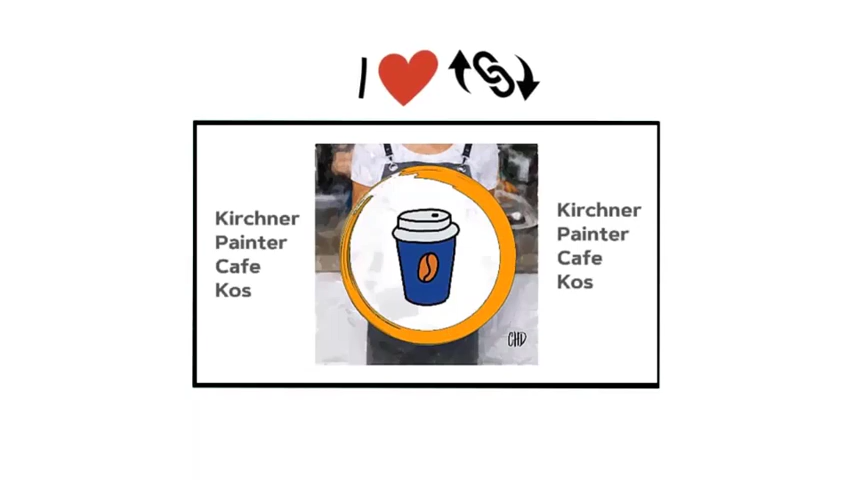 I
Kirchner
Painter
Cafe
Kos
Kirchner
Painter
Cafe
Kos
CHD